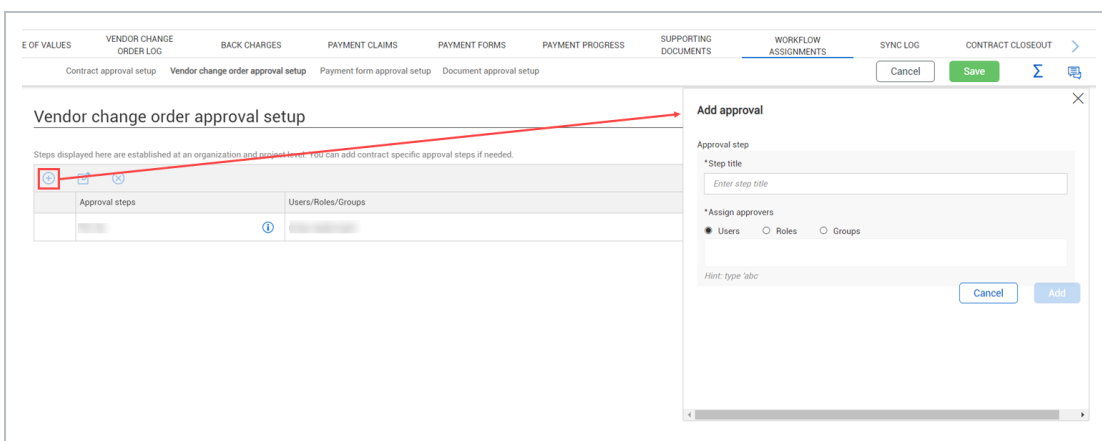 E OF VALUES
VENDOR CHANGE
ORDER LOG
BACK CHARGES
PAYMENT CLAIMS
PAYMENT FORMS
PAYMENT PROGRESS
SUPPORTING
DOCUMENTS
WORKFLOW
ASSIGNMENTS
SYNC LOG
CONTRACT CLOSEOUT
Contract approval setup
Vendor change order approval setup
Payment form approval setup
Document approval setup
Cancel
Save
Vendor change order approval setup
Steps displayed here are established at an organization and project level. You can add contract specific approval steps if needed.
Approval steps
Users/Roles/Groups
Add approval
Approval step
*Step title
Enter step title
*Assign approvers
Users
Roles
Groups
Hint: type 'abc
Cancel
Add